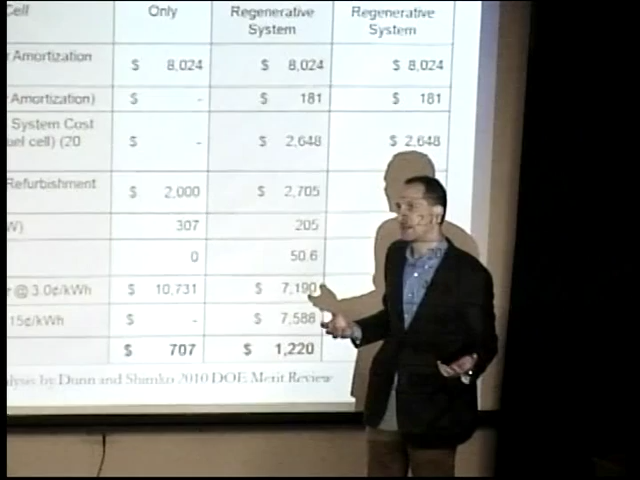 Cell Only Regenerative System Regenerative System
Amortization $ 8,024 $ 8,024 $ 8,024
Amortization) $ - $ 181 $ 181
System Cost
cell) (20 $ - $ 2,648 $ 2,648
Refurbishment $ 2,000 $ 2,705
W) 307 205
0 50.6
@ 3.0¢/kWh $ 10,731 $ 7,190
15¢/kWh $ - $ 7,588
$ 707 $ 1,220
by Dunn and Shimko 2010 DOE Merit Review